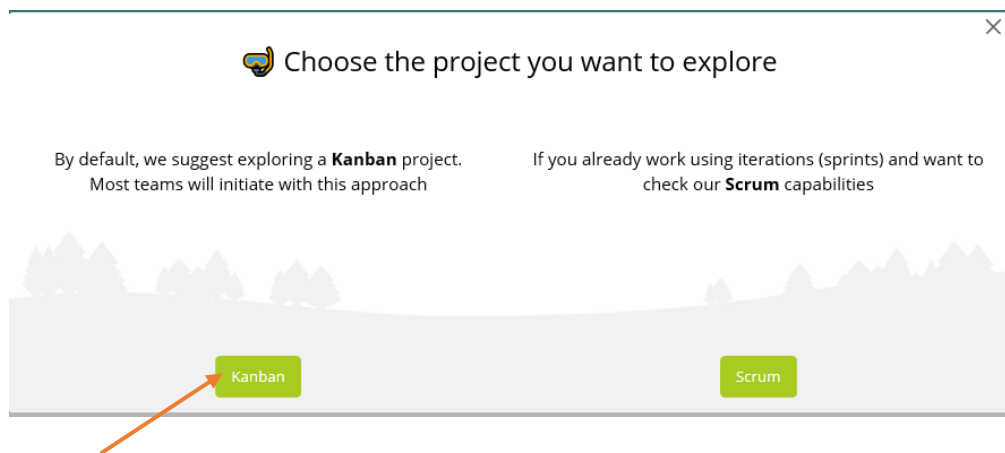 Choose the project you want to explore
By default, we suggest exploring a Kanban project.
Most teams will initiate with this approach
If you already work using iterations (sprints) and want to
check our Scrum capabilities
Kanban
Scrum